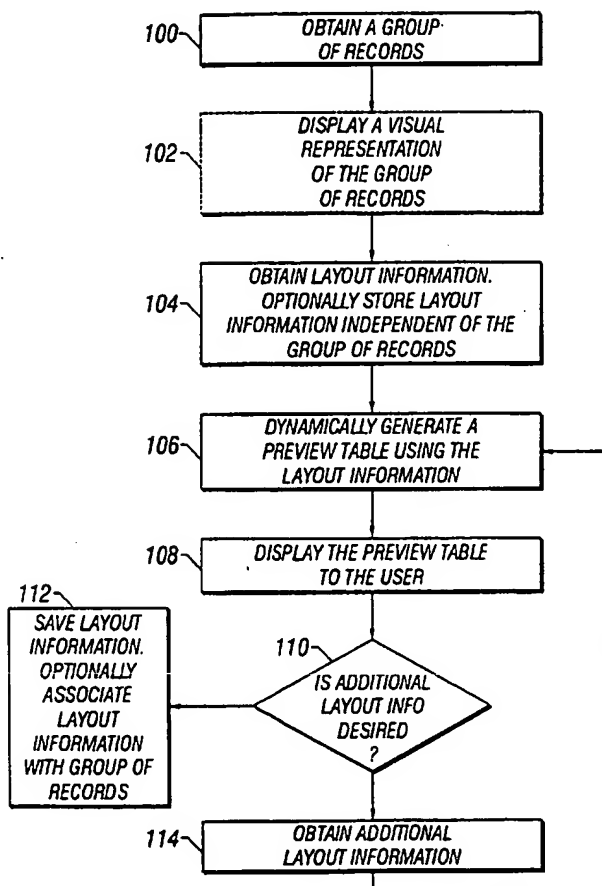 100
OBTAIN A GROUP
OF RECORDS
102
DISPLAY A VISUAL
REPRESENTATION
OF THE GROUP
OF RECORDS
104
OBTAIN LAYOUT INFORMATION.
OPTIONALLY STORE LAYOUT
INFORMATION INDEPENDENT OF THE
GROUP OF RECORDS
106
DYNAMICALLY GENERATE A
PREVIEW TABLE USING THE
LAYOUT INFORMATION
108
DISPLAY THE PREVIEW TABLE
TO THE USER
112
SAVE LAYOUT
INFORMATION.
OPTIONALLY
ASSOCIATE
LAYOUT
INFORMATION
WITH GROUP OF
RECORDS
110
IS ADDITIONAL
LAYOUT INFO
DESIRED
?
114
OBTAIN ADDITIONAL
LAYOUT INFORMATION